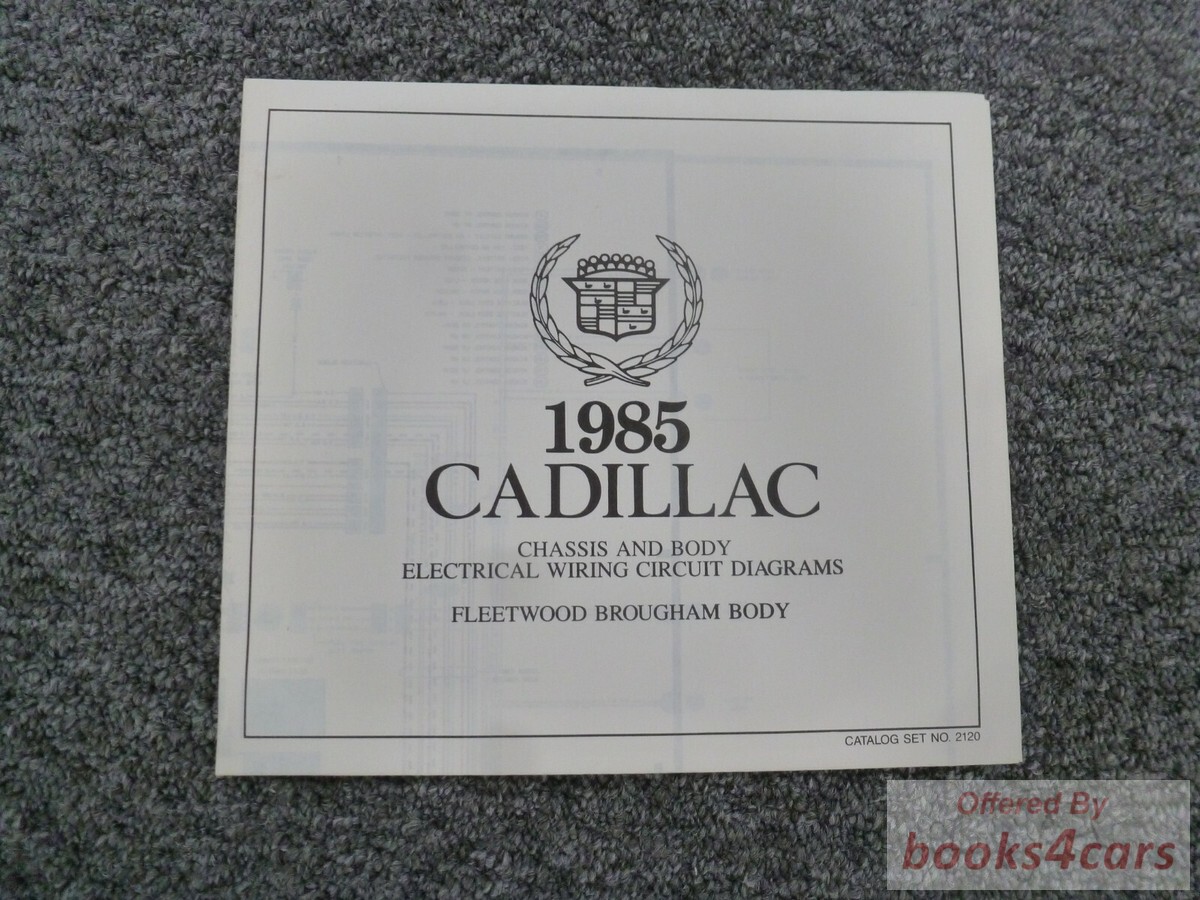 1985
CADILLAC
CHASSIS AND BODY
ELECTRICAL WIRING CIRCUIT DIAGRAMS
FLEETWOOD BROUGHAM BODY
CATALOG SET NO. 2120
Offered By
books4cars